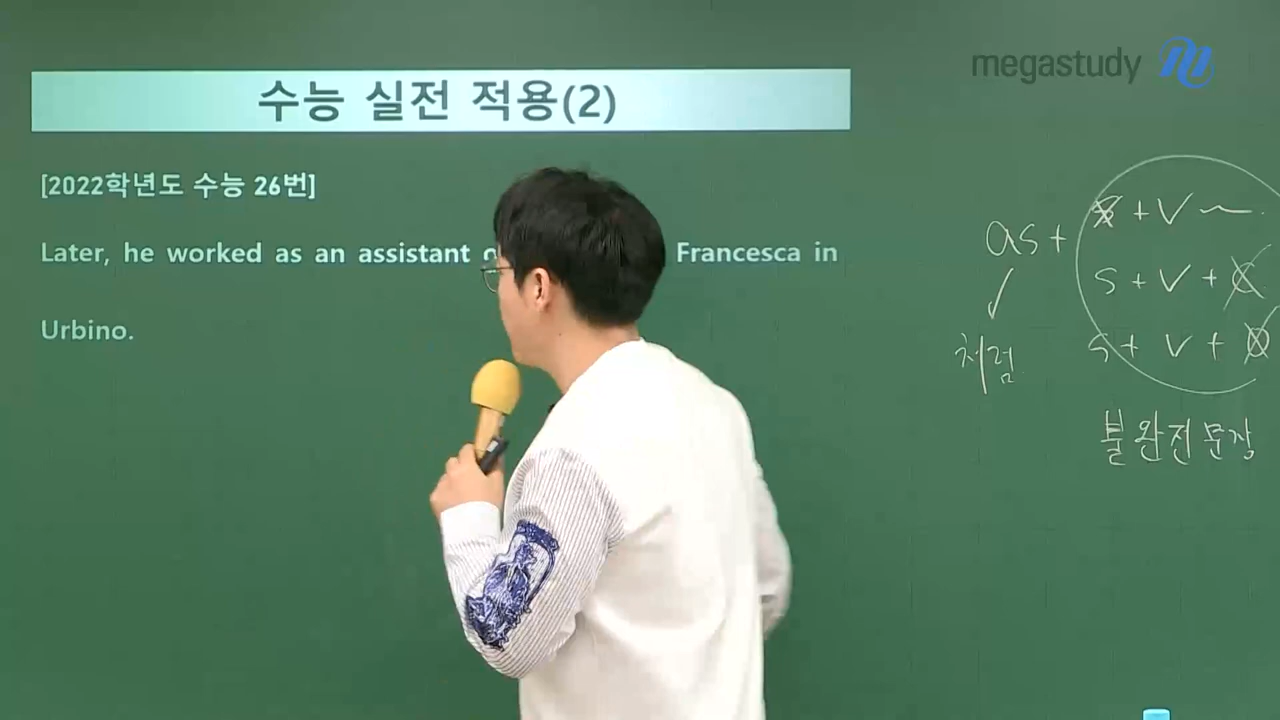 megastudy
수능 실전 적용(2)
[2022학년도 수능 26번]
Later, he worked as an assistant Francesca in
Urbino.
as+
s + V ~
s + V + C
s + V + O
처럼
불완전문장